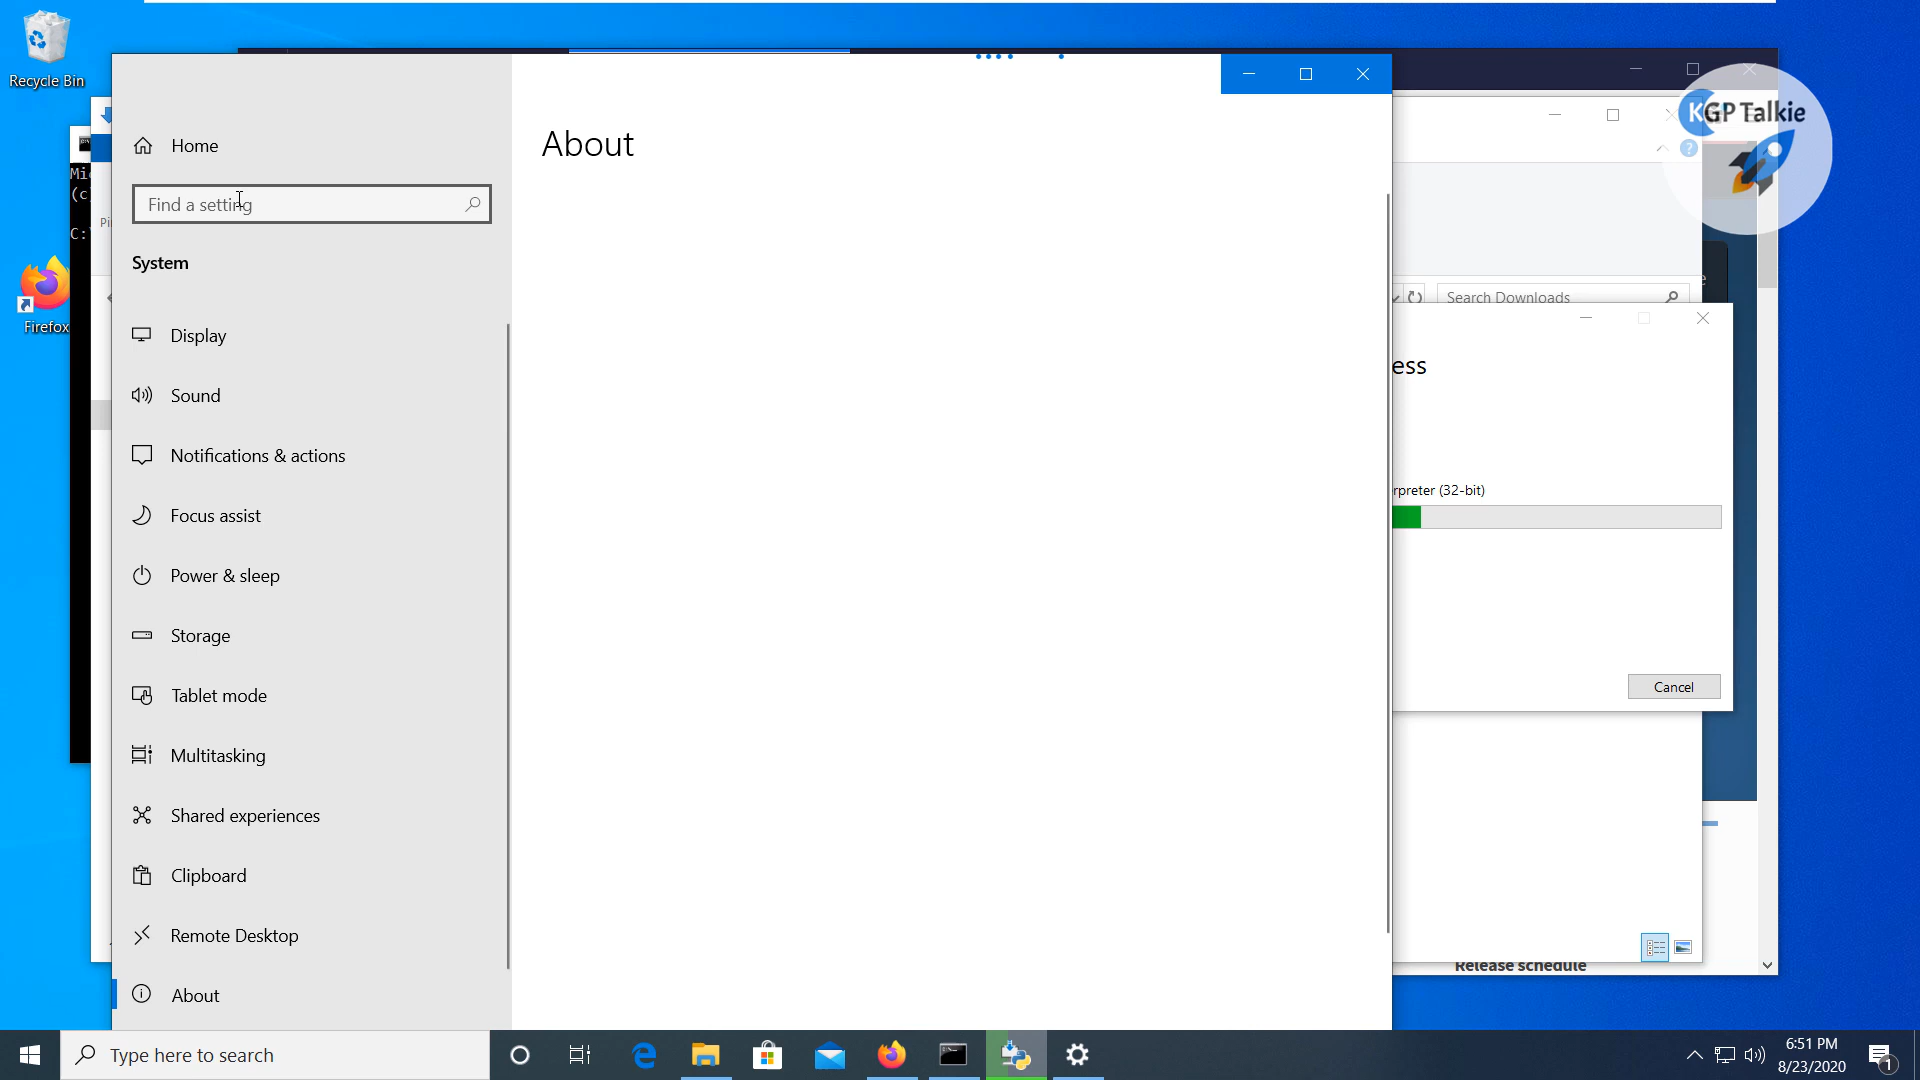 Recycle Bin
Firefox
Home
Find a setting
System
Display
Sound
Notifications & actions
Focus assist
Power & sleep
Storage
Tablet mode
Multitasking
Shared experiences
Clipboard
Remote Desktop
About
About
KGP Talkie
Search Downloads
ess
rpreter (32-bit)
Cancel
Release schedule
Type here to search
6:51 PM
8/23/2020
1